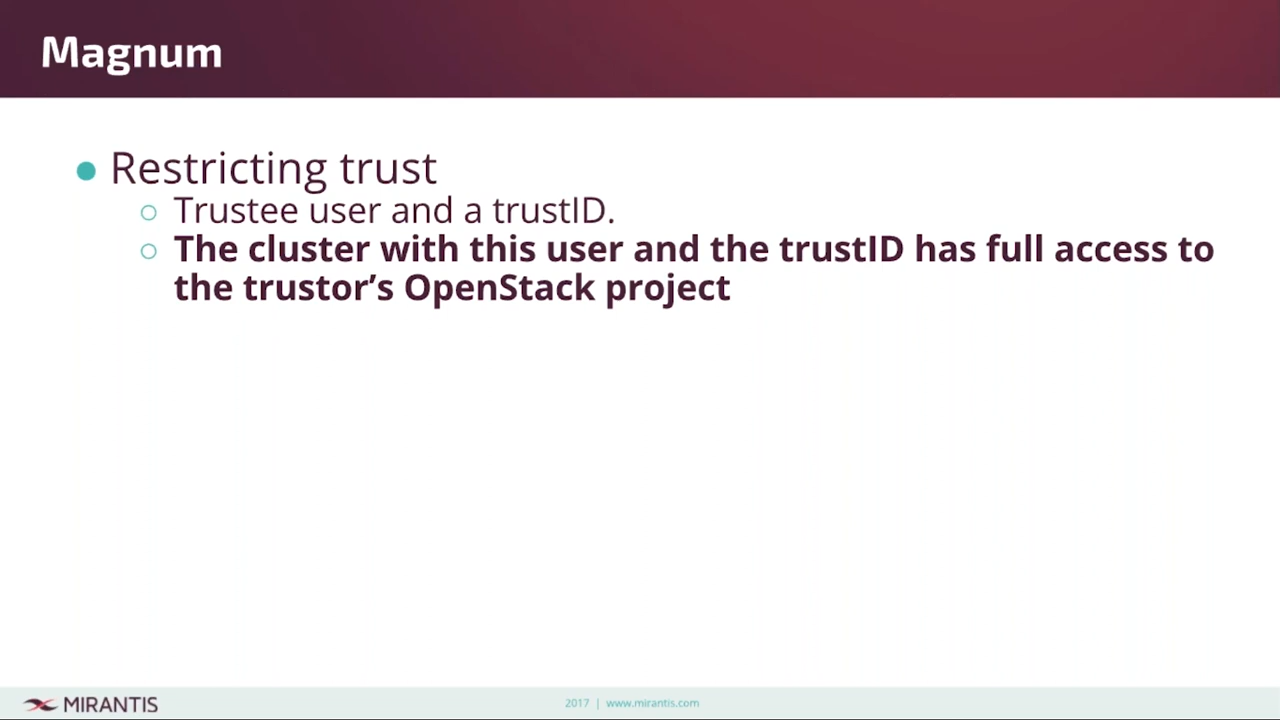 Magnum
Restricting trust
Trustee user and a trustID.
The cluster with this user and the trustID has full access to
the trustor’s OpenStack project
MIRANTIS
2017 | www.mirantis.com